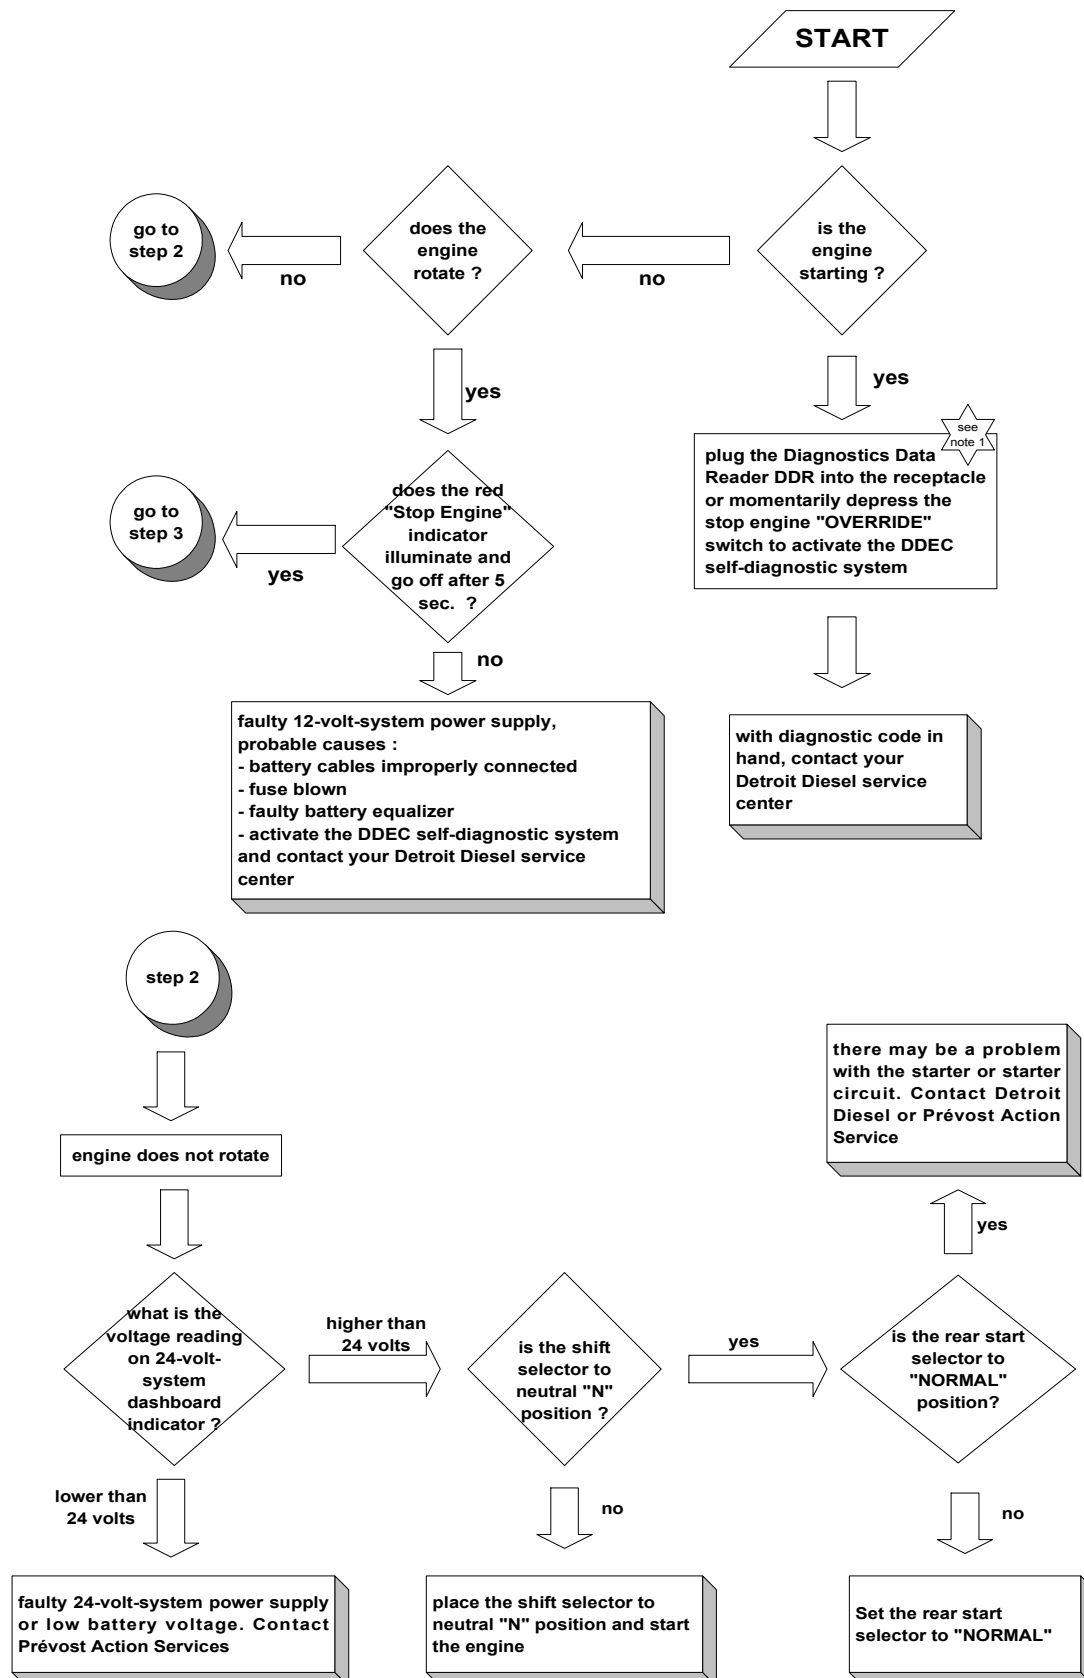 START
is the
engine
starting ?
no
does the
engine
rotate ?
no
go to
step 2
yes
yes
see
note 1
plug the Diagnostics Data
Reader DDR into the receptacle
or momentarily depress the
stop engine "OVERRIDE"
switch to activate the DDEC
self-diagnostic system
does the red
"Stop Engine"
indicator
illuminate and
go off after 5
sec. ?
yes
go to
step 3
no
faulty 12-volt-system power supply,
probable causes :
- battery cables improperly connected
- fuse blown
- faulty battery equalizer
- activate the DDEC self-diagnostic system
and contact your Detroit Diesel service
center
with diagnostic code in
hand, contact your
Detroit Diesel service
center
step 2
engine does not rotate
what is the
voltage reading
on 24-volt-
system
dashboard
indicator ?
higher than
24 volts
is the shift
selector to
neutral "N"
position ?
yes
is the rear start
selector to
"NORMAL"
position?
yes
there may be a problem
with the starter or starter
circuit. Contact Detroit
Diesel or Prévost Action
Service
lower than
24 volts
no
no
faulty 24-volt-system power supply
or low battery voltage. Contact
Prévost Action Services
place the shift selector to
neutral "N" position and start
the engine
Set the rear start
selector to "NORMAL"